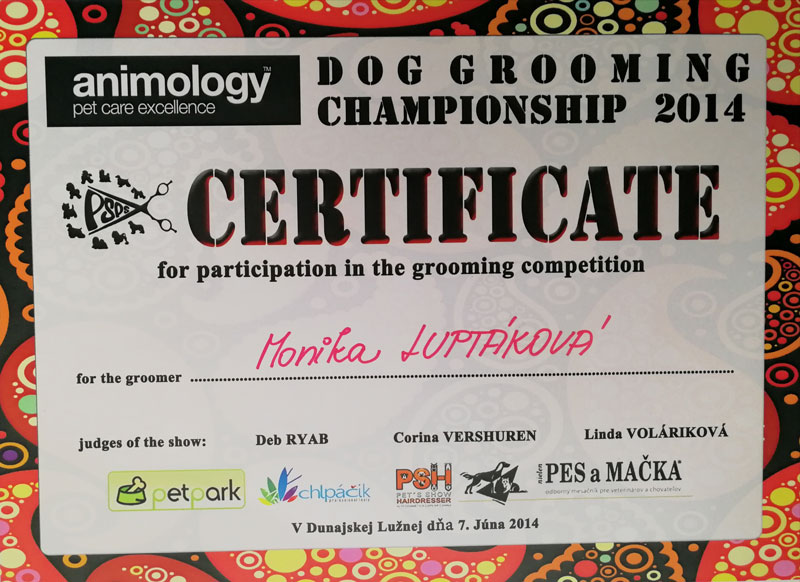 animology™
pet care excellence
DOG GROOMING
CHAMPIONSHIP 2014
PSDS
CERTIFICATE
for participation in the grooming competition
Monika LUPTÁKOVÁ
for the groomer
judges of the show: Deb RYAB Corina VERSHUREN Linda VOLÁRIKOVÁ
petpark
chlpáčik
PSH
PET'S SHOW
HAIRDRESSER
PES a MAČKA
odborný mesačník pre veterinárov a chovateľov
V Dunajskej Lužnej dňa 7. Júna 2014